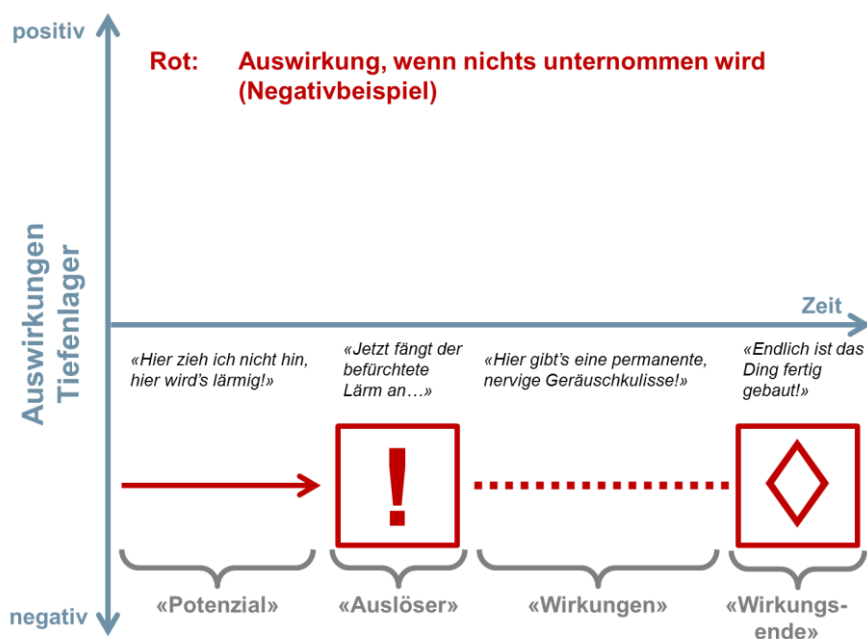 positiv
Rot: Auswirkung, wenn nichts unternommen wird
(Negativbeispiel)
Auswirkungen
Tiefenlager
Zeit
«Hier zieh ich nicht hin,
hier wird's lärmig!»
«Jetzt fängt der
befürchtete
Lärm an…»
«Hier gibt's eine permanente,
nervige Geräuschkulisse!»
«Endlich ist das
Ding fertig
gebaut!»
!
«Potenzial»
«Auslöser»
«Wirkungen»
«Wirkungs-
ende»
negativ